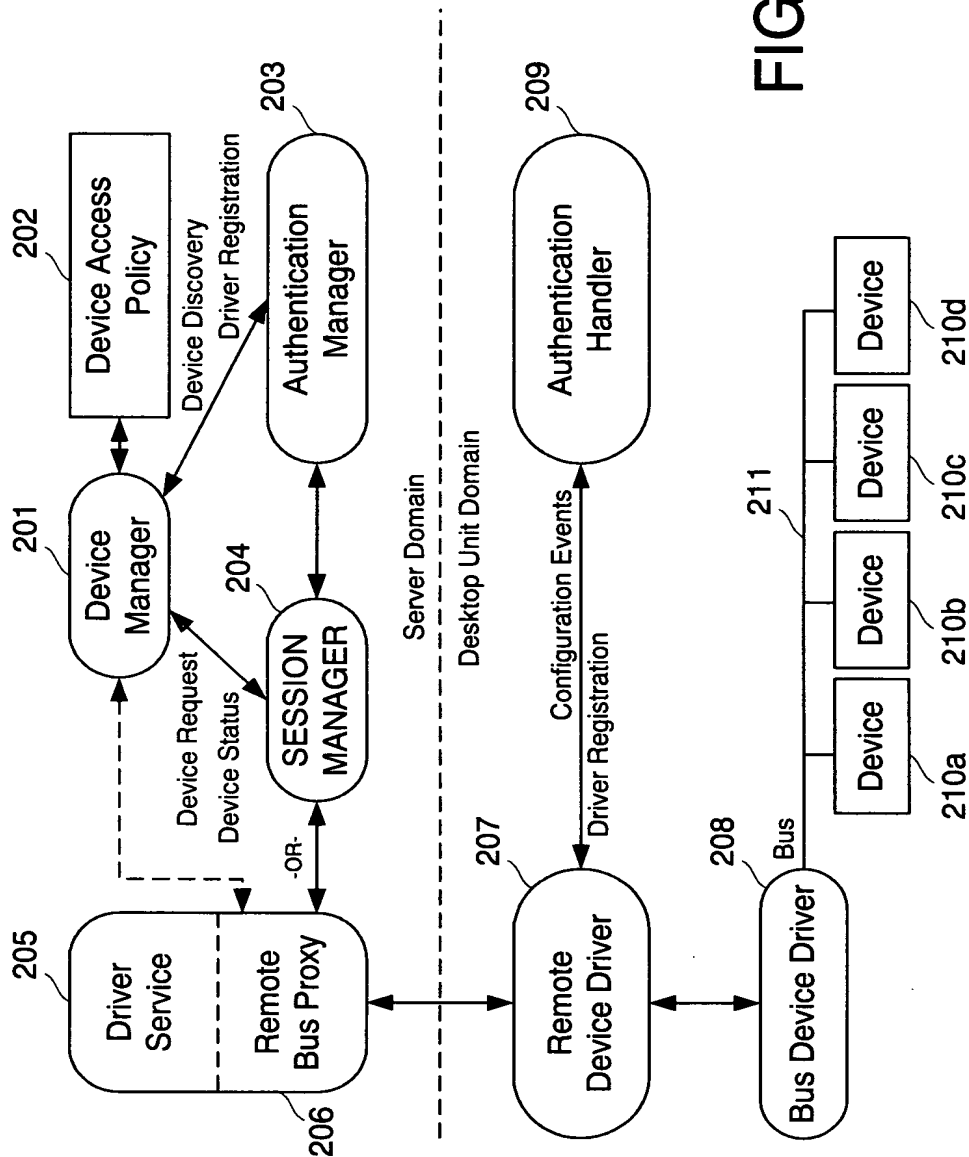 205
Driver
Service
Remote
Bus Proxy
206
201
Device
Manager
202
Device Access
Policy
Device Discovery
Driver Registration
203
Authentication
Manager
204
SESSION
MANAGER
Device Request
Device Status
-OR-
Server Domain
Desktop Unit Domain
207
Remote
Device Driver
Configuration Events
Driver Registration
209
Authentication
Handler
208
Bus Device Driver
Bus
211
Device
210a
Device
210b
Device
210c
Device
210d
FIG